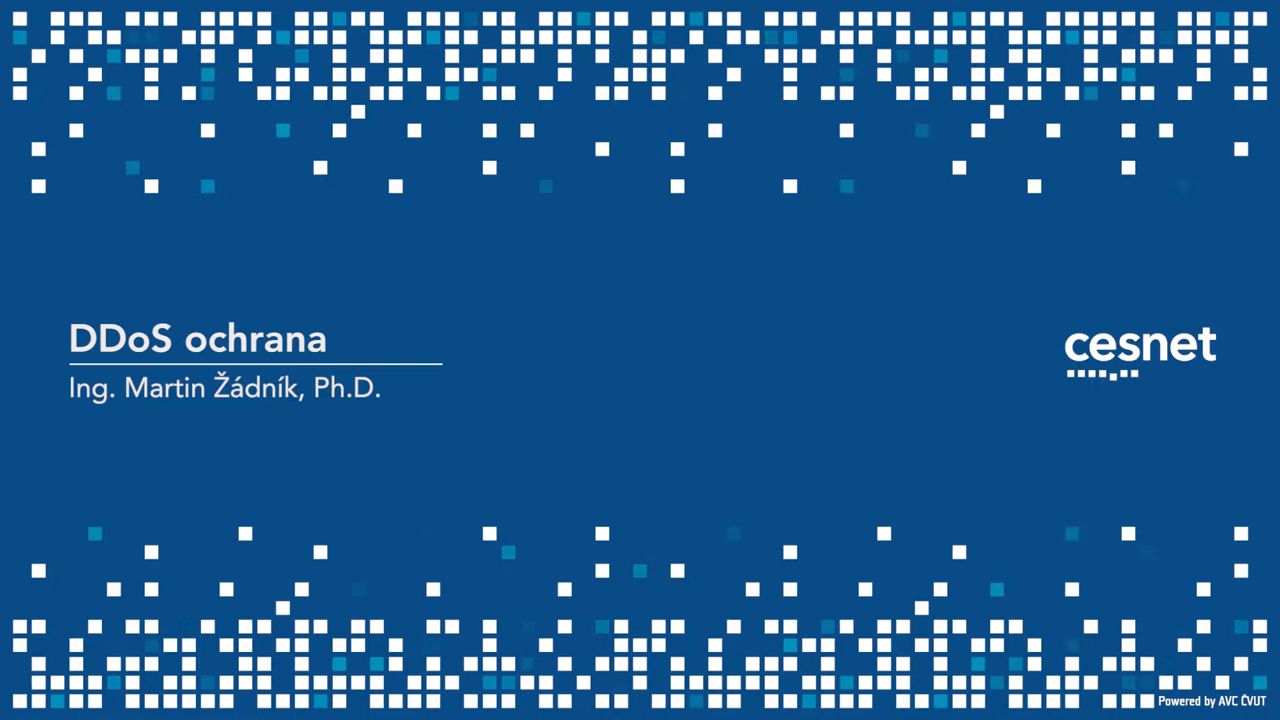 DDoS ochrana
Ing. Martin Žádník, Ph.D.
cesnet
Powered by AVC ČVUT